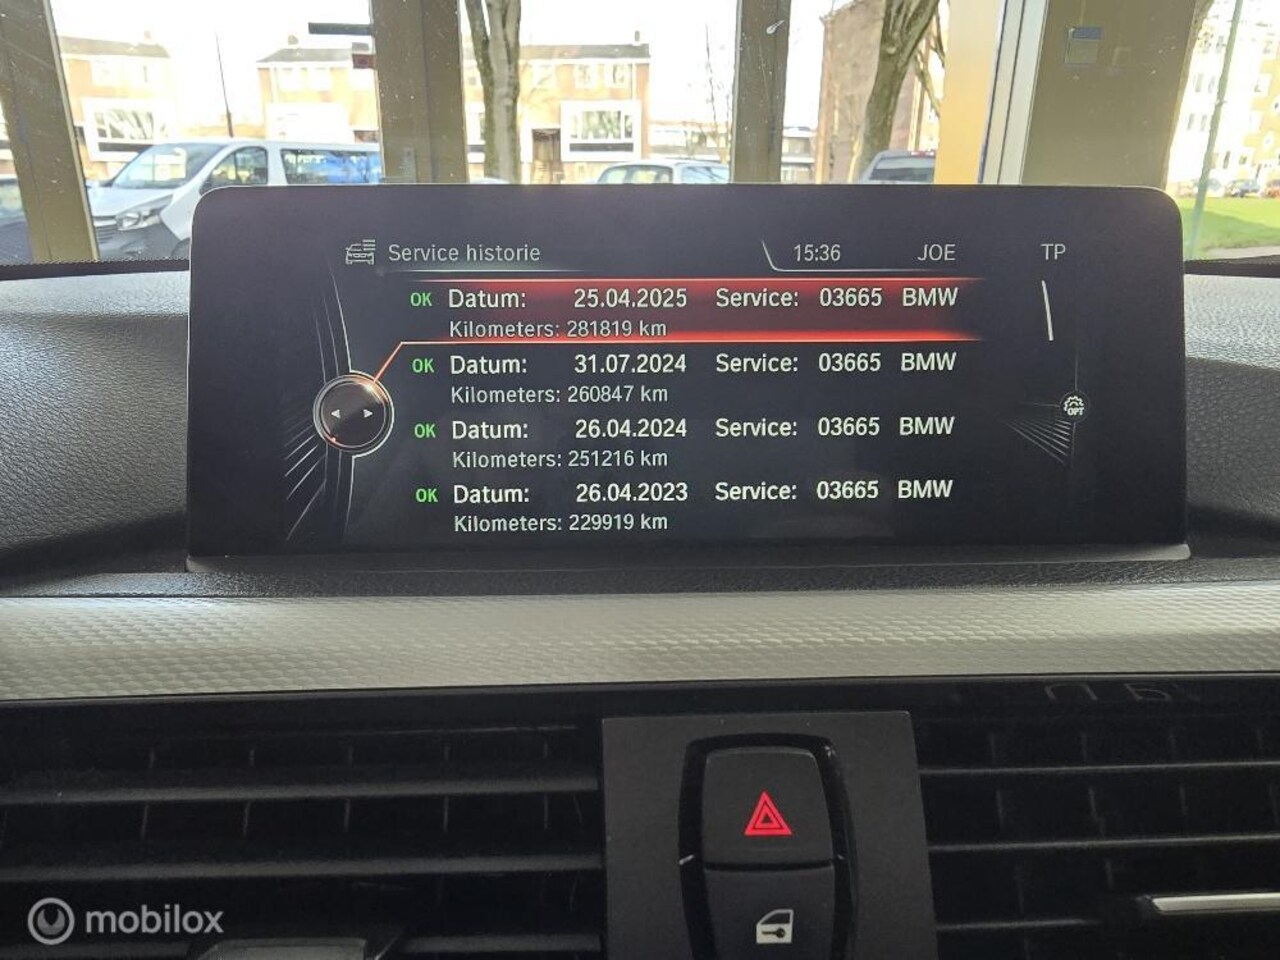 Service historie 15:36 JOE TP
OK Datum: 25.04.2025 Service: 03665 BMW
Kilometers: 281819 km
OK Datum: 31.07.2024 Service: 03665 BMW
Kilometers: 260847 km
OK Datum: 26.04.2024 Service: 03665 BMW
Kilometers: 251216 km
OK Datum: 26.04.2023 Service: 03665 BMW
Kilometers: 229919 km
OPT
mobilox